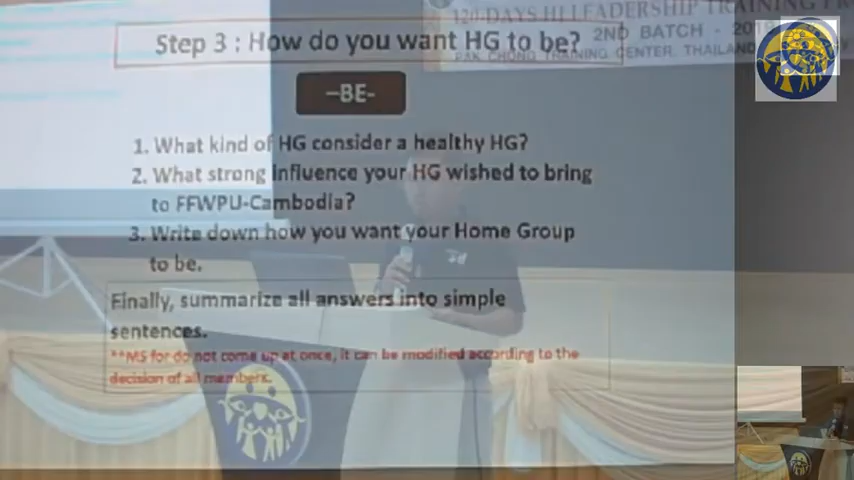 120-DAYS HJ LEADERSHIP TRAINING
Step 3 : How do you want HG to be?
2ND BATCH - 201
PAK CHONG TRAINING CENTER, THAILAND
–BE-
1. What kind of HG consider a healthy HG?
2. What strong influence your HG wished to bring
to FFWPU-Cambodia?
3. Write down how you want your Home Group
to be.
Finally, summarize all answers into simple
sentences.
**MS for do not come up at once, it can be modified according to the
decision of all members.